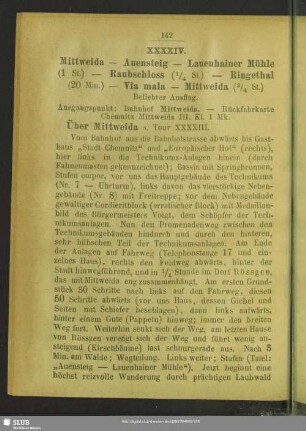 142
XXXXIV.
Mittweida — Auensteig — Lauenhainer Mühle
(1 St.) — Raubschloss (1/4 St.) — Ringethal
(20 Min.) — Via mala — Mittweida (3/4 St.)
Beliebter Ausflug.
Ausgangspunkt: Bahnhof Mittweida. — Rückfahrkarte
Chemnitz Mittweida III. Kl. 1 Mk.
Über Mittweida s. Tour XXXXIII.
Vom Bahnhof aus die Bahnhofstrasse abwärts bis Gast-
haus „Stadt Chemnitz“ und „Europäischer Hof“ (rechts),
hier links in die Technikums-Anlagen hinein (durch
Fahnenmasten gekennzeichnet), Bassin mit Springbrunnen,
Stufen empor, vor uns das Hauptgebäude des Technikums
(Nr. 7 — Uhrturm), links davon das vierstöckige Neben-
gebäude (Nr. 8) mit Freitreppe; vor dem Nebengebäude
gewaltiger Gordieritblock (erratischer Block) mit Medaillon-
bild des Bürgermeisters Voigt, dem Schöpfer der Tech-
nikumsanlagen. Nun den Promenadenweg zwischen den
Technikumsgebäuden hindurch und durch den hinteren,
sehr hübschen Teil der Technikumsanlagen. Am Ende
der Anlagen auf Fahrweg (Telephonstange 17 und ein-
zelnes Haus), rechts den Feldweg abwärts, hinter der
Stadt hinwegführend, und in 1/4 Stunde im Dorf Rössgen,
das mit Mittweida eng zusammenhängt. Am ersten Grund-
stück 50 Schritte nach links auf den Fahrweg, diesen
50 Schritte abwärts (vor uns Haus, dessen Giebel und
Seiten mit Schiefer beschlagen), dann links aufwärts,
hinter einem Gute (Pappeln) hinweg und immer den breiten
Weg fort. Weiterhin senkt sich der Weg, am letzten Hause
von Rössgen vereinigt sich der Weg und führt wenig an-
steigend (Kirschbäume) fast schnurgerade aus. Nach 5
Min. am Walde; Wegteilung. Links weiter; Stufen (Tafel:
„Auensteig — Lauenhainer Mühle“). Jetzt beginnt eine
höchst reizvolle Wanderung durch prächtigen Laubwald
SLUB